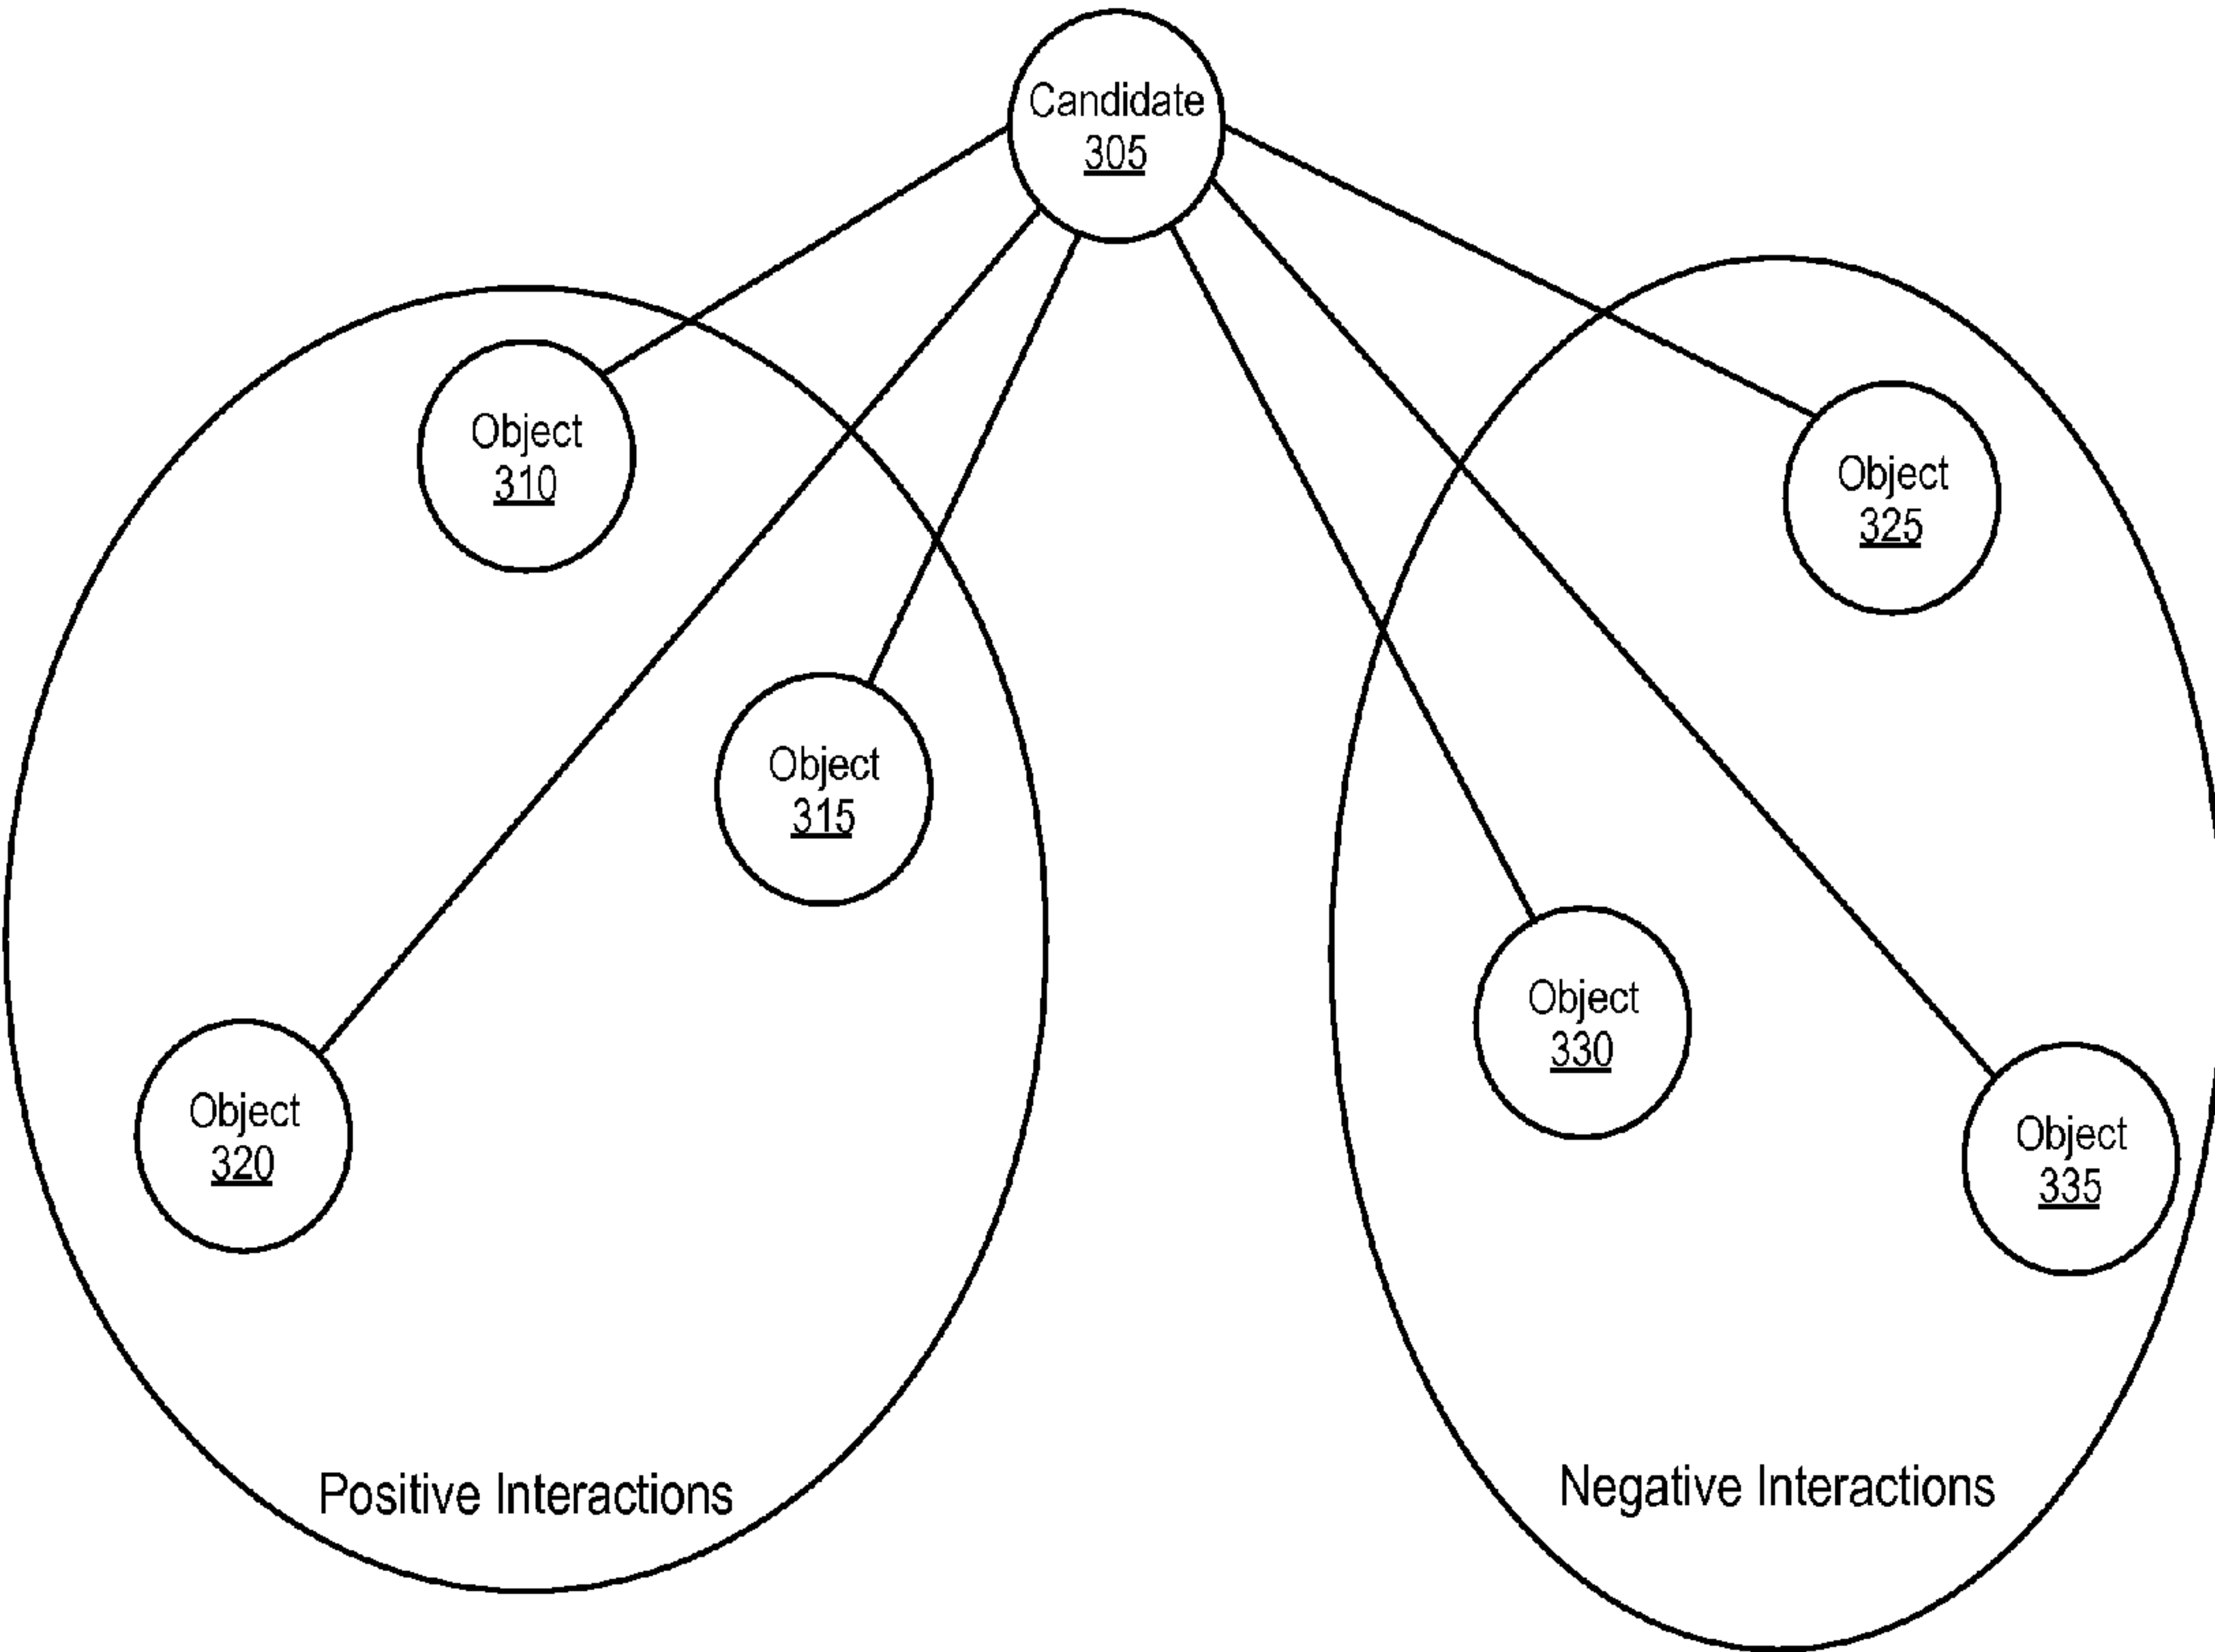 Candidate
305
Object
310
Object
325
Object
315
Object
330
Object
320
Object
335
Positive Interactions
Negative Interactions